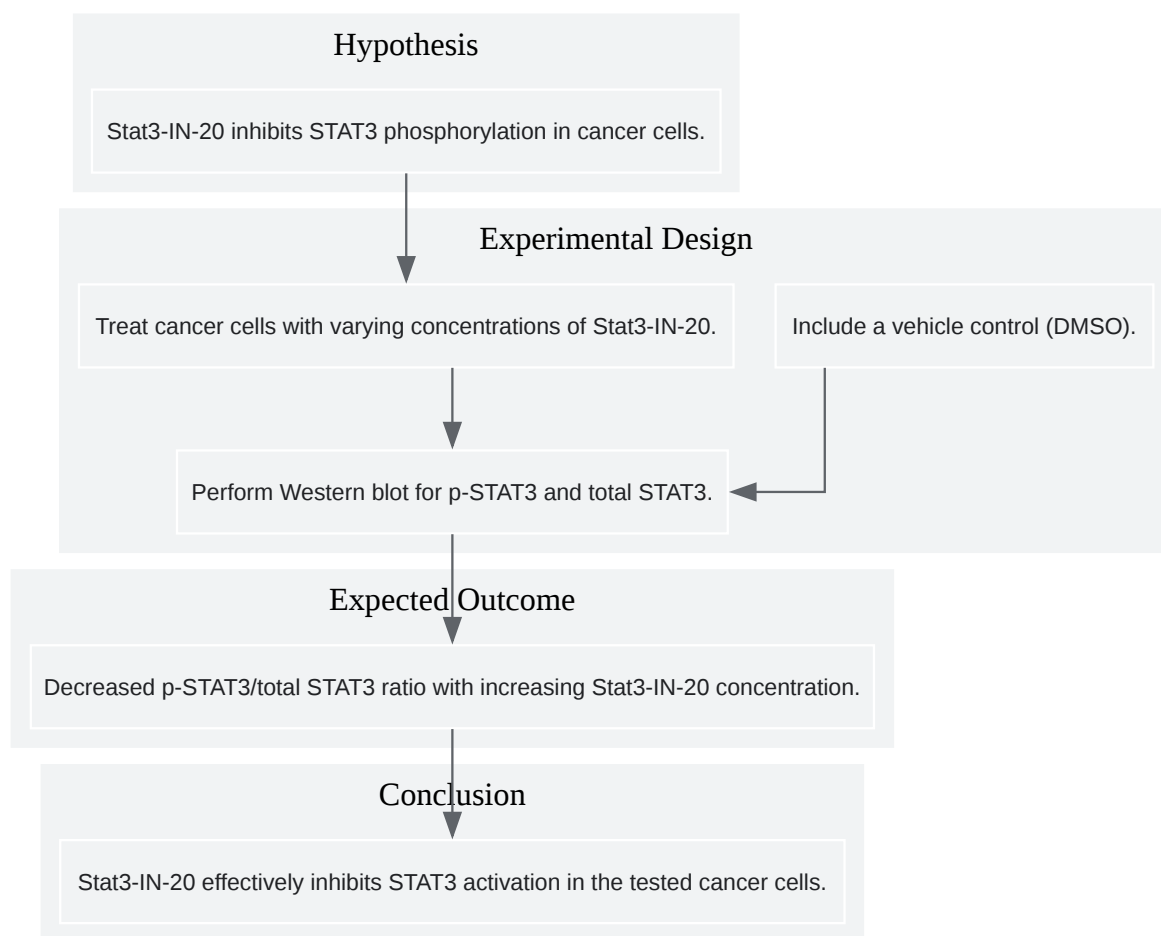 Hypothesis
Stat3-IN-20 inhibits STAT3 phosphorylation in cancer cells.
Experimental Design
Treat cancer cells with varying concentrations of Stat3-IN-20.
Include a vehicle control (DMSO).
Perform Western blot for p-STAT3 and total STAT3.
Expected Outcome
Decreased p-STAT3/total STAT3 ratio with increasing Stat3-IN-20 concentration.
Conclusion
Stat3-IN-20 effectively inhibits STAT3 activation in the tested cancer cells.